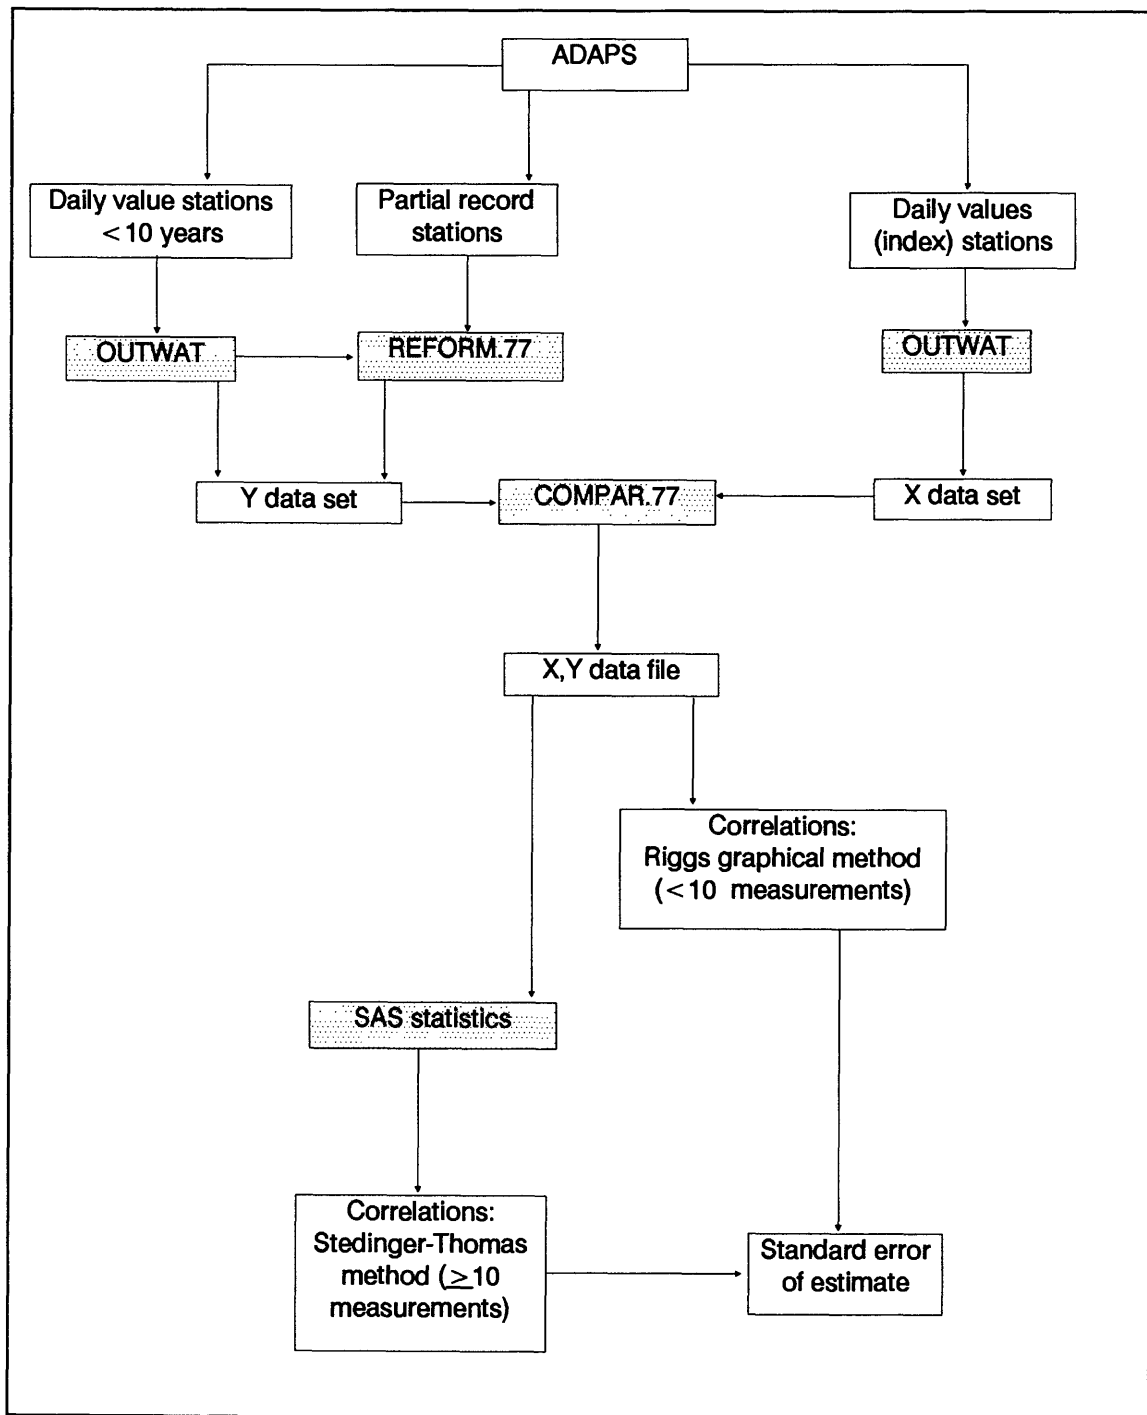 ADAPS
Daily value stations
<10 years
Partial record
stations
Daily values
(index) stations
OUTWAT
REFORM.77
OUTWAT
Y data set
COMPAR.77
X data set
X,Y data file
Correlations:
Riggs graphical method
(<10 measurements)
SAS statistics
Correlations:
Stedinger-Thomas
method (≥10
measurements)
Standard error
of estimate